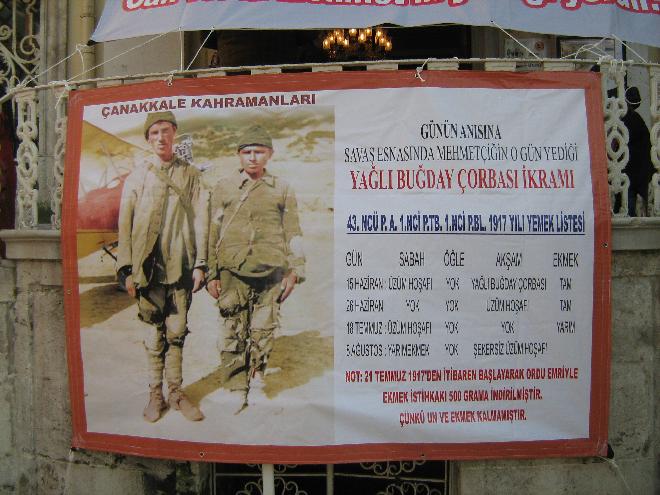 ÇANAKKALE KAHRAMANLARI
GÜNÜN ANISINA
SAVAŞ ESNASINDA MEHMETÇİĞİN O GÜN YEDİĞİ
YAĞLI BUĞDAY ÇORBASI İKRAMI
43. NCÜ P. A. 1.NCİ P.TB. 1.NCİ P.BL. 1917 YILI YEMEK LİSTESİ
GÜN SABAH ÖĞLE AKŞAM EKMEK
15 HAZİRAN : ÜZÜM HOŞAFI YOK YAĞLI BUĞDAY ÇORBASI TAM
26 HAZİRAN YOK YOK ÜZÜM HOŞAFI TAM
18 TEMMUZ : ÜZÜM HOŞAFI YOK YOK YARIM
8 AĞUSTOS : YARIM EKMEK YOK ŞEKERSİZ ÜZÜM HOŞAFI
NOT: 21 TEMMUZ 1917'DEN İTİBAREN BAŞLAYARAK ORDU EMRİYLE
EKMEK İSTİHKAKI 500 GRAMA İNDİRİLMİŞTİR.
ÇÜNKÜ UN VE EKMEK KALMAMIŞTIR.